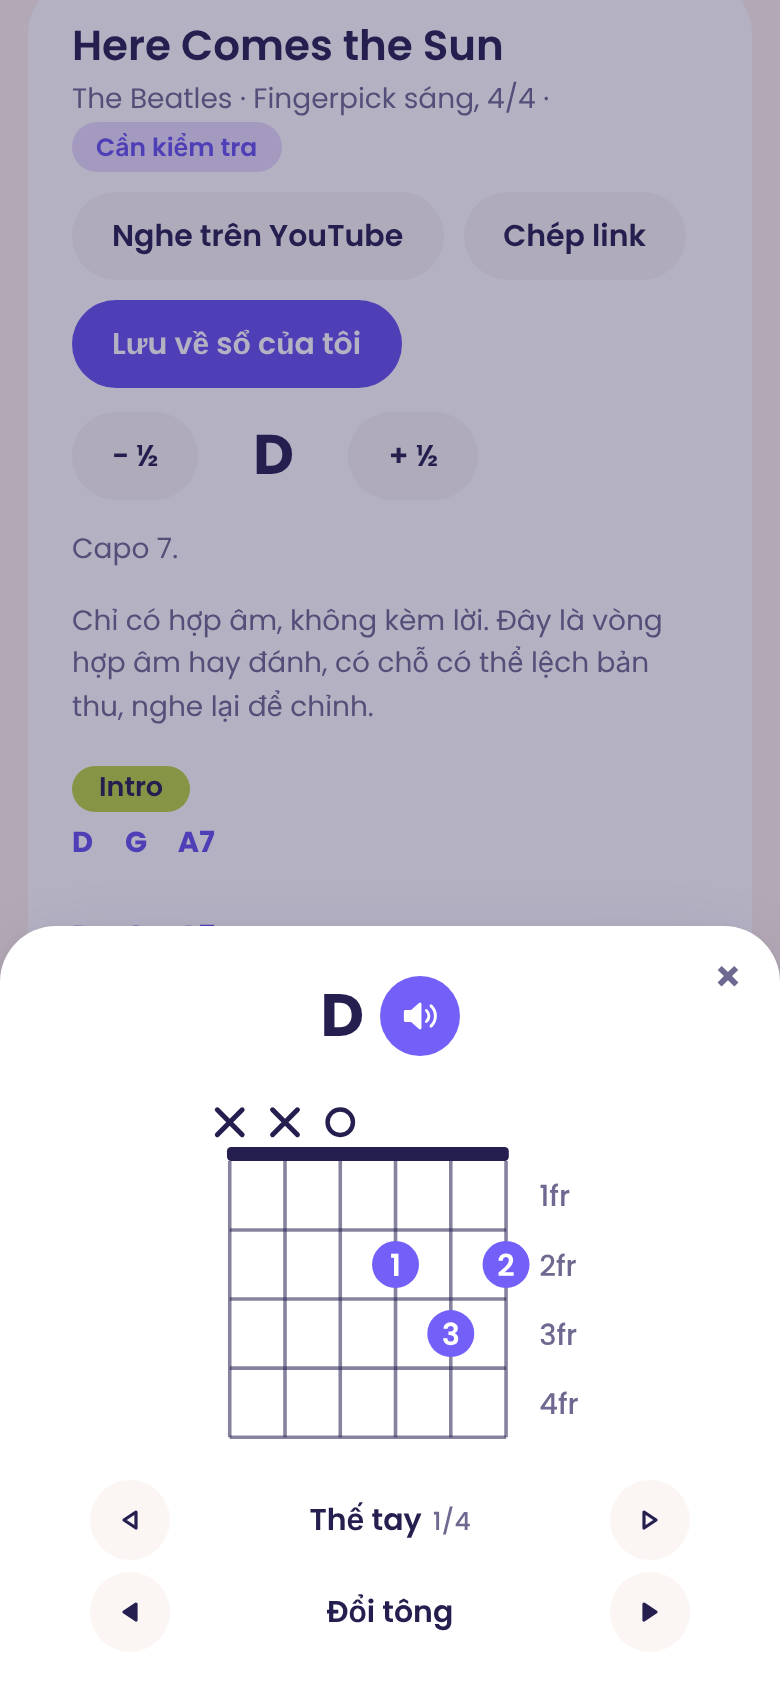 Here Comes the Sun
The Beatles · Fingerpick sáng, 4/4 ·
Cần kiểm tra
Nghe trên YouTube
Chép link
Lưu về sổ của tôi
- ½
D
+ ½
Capo 7.
Chỉ có hợp âm, không kèm lời. Đây là vòng
hợp âm hay đánh, có chỗ có thể lệch bản
thu, nghe lại để chỉnh.
Intro
D G A7
D
1fr
1 2 2fr
3 3fr
4fr
Thế tay 1/4
Đổi tông